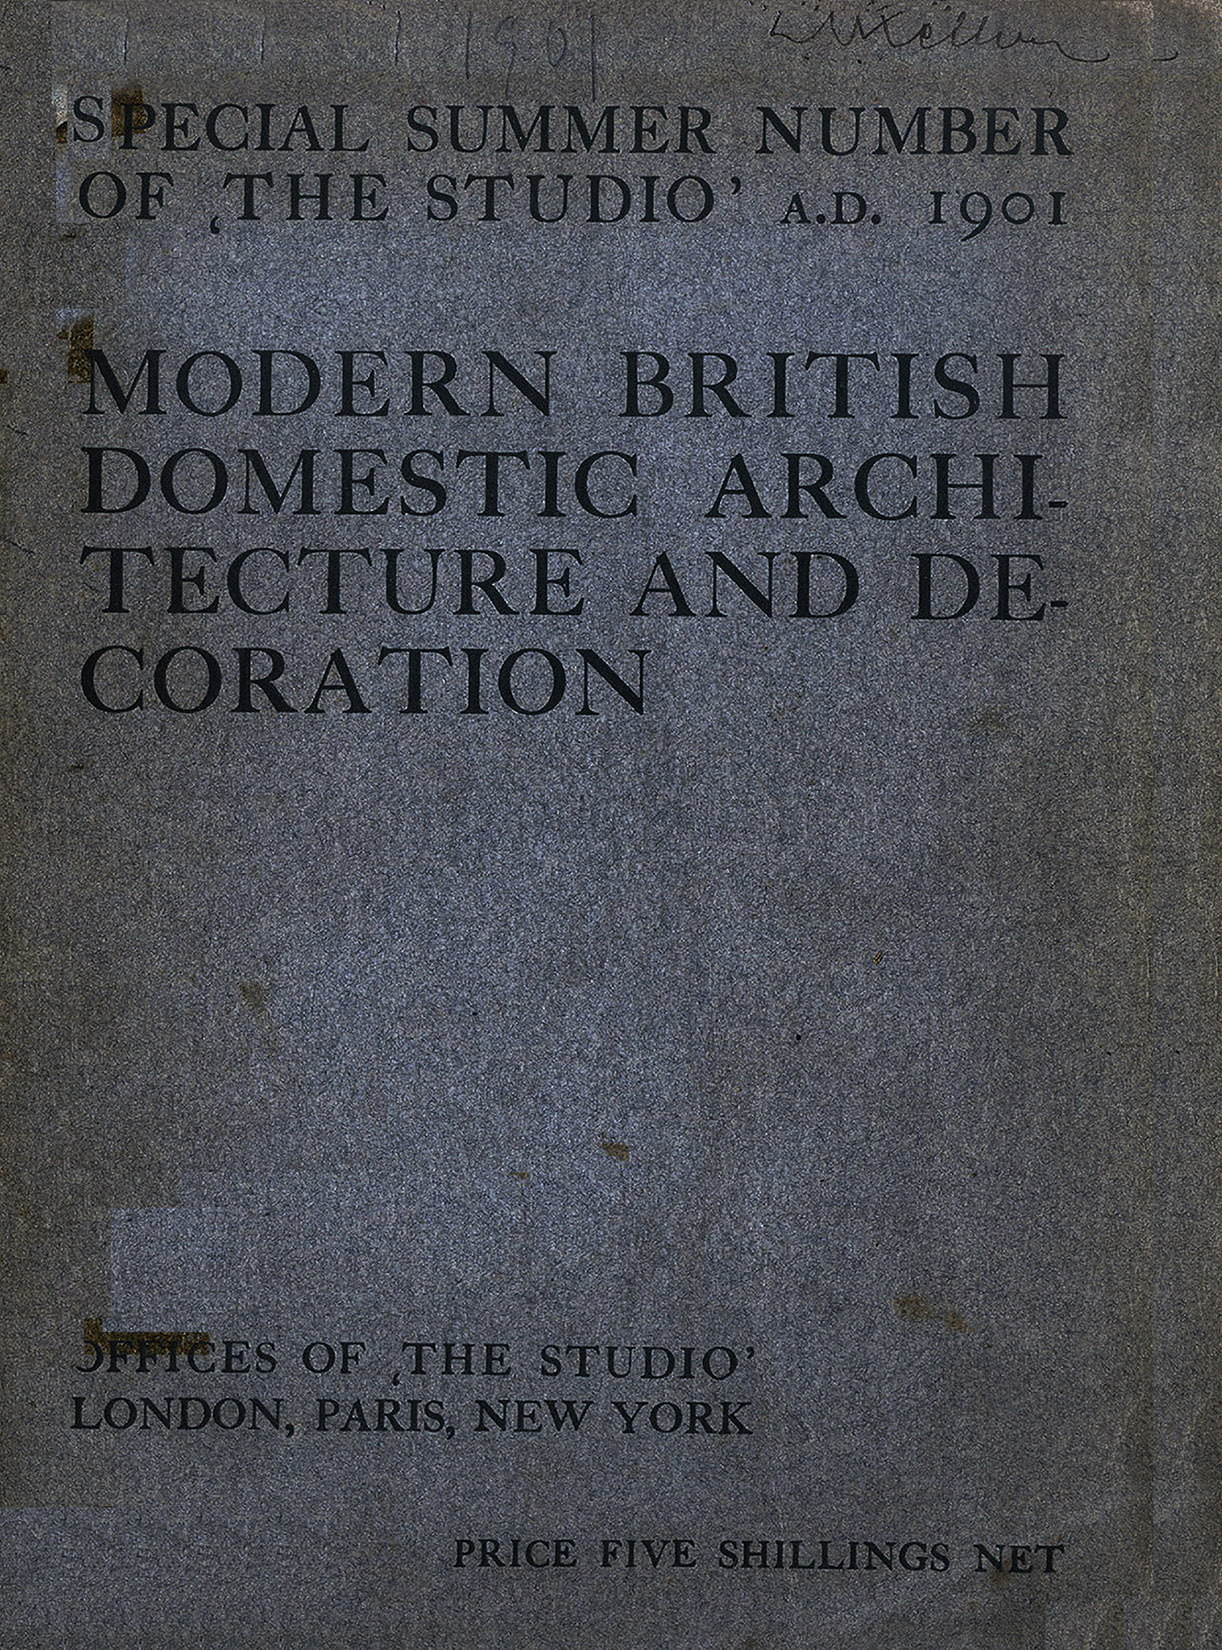 1901
SPECIAL SUMMER NUMBER
OF ‚THE STUDIO’ A.D. 1901
MODERN BRITISH
DOMESTIC ARCHI-
TECTURE AND DE-
CORATION
OFFICES OF ‚THE STUDIO’
LONDON, PARIS, NEW YORK
PRICE FIVE SHILLINGS NET